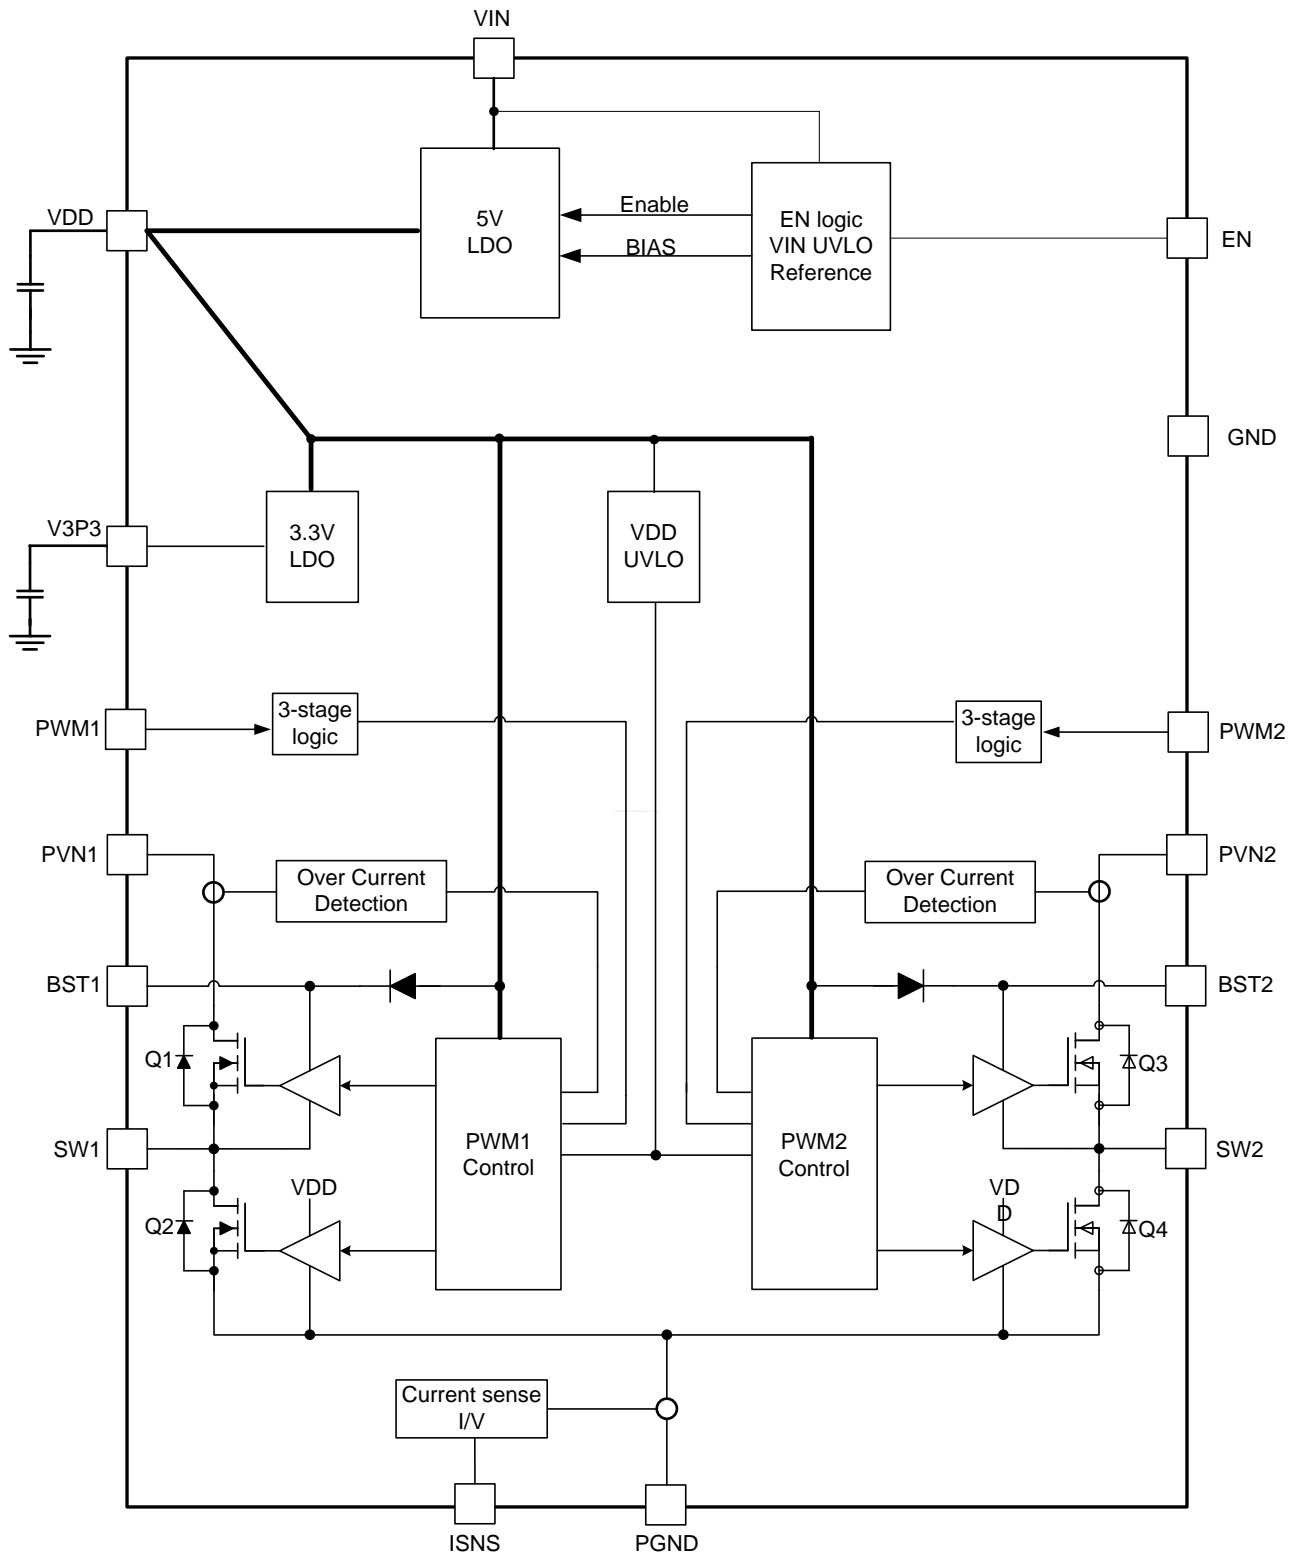 VIN
VDD
5V
LDO
Enable
BIAS
EN logic
VIN UVLO
Reference
EN
GND
V3P3
3.3V
LDO
VDD
UVLO
PWM1
3-stage
logic
3-stage
logic
PWM2
PVN1
Over Current
Detection
Over Current
Detection
PVN2
BST1
BST2
Q1
Q3
SW1
PWM1
Control
PWM2
Control
SW2
VDD
VD
D
Q2
Q4
Current sense
I/V
ISNS
PGND